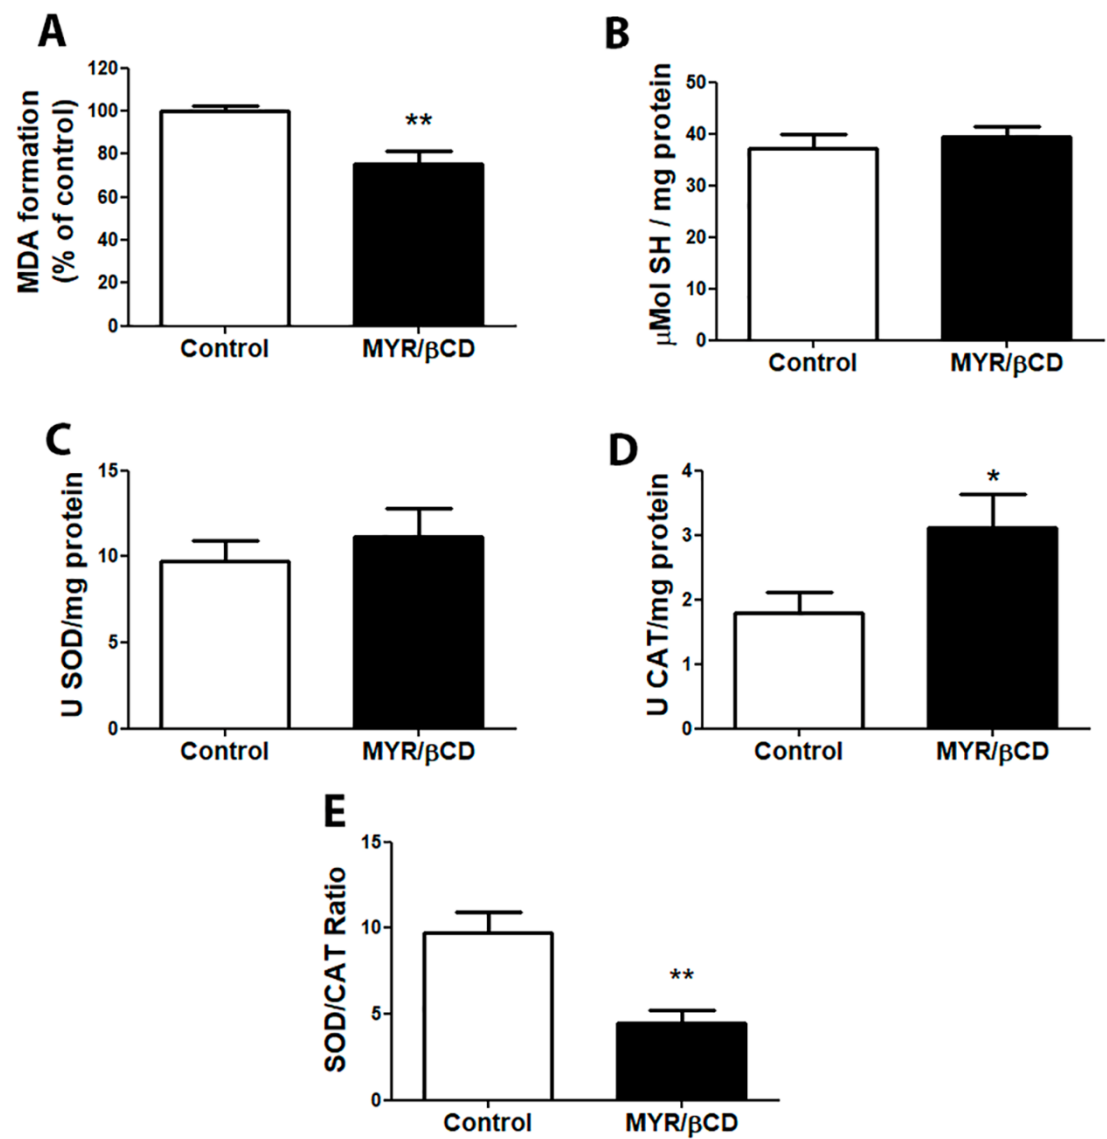 A
MDA formation
(% of control)
120
100
80
60
40
20
0
**
Control
MYR/βCD
B
μMol SH / mg protein
50
40
30
20
10
0
Control
MYR/βCD
C
U SOD/mg protein
15
10
5
0
Control
MYR/βCD
D
U CAT/mg protein
4
3
2
1
0
*
Control
MYR/βCD
E
SOD/CAT Ratio
15
10
5
0
**
Control
MYR/βCD